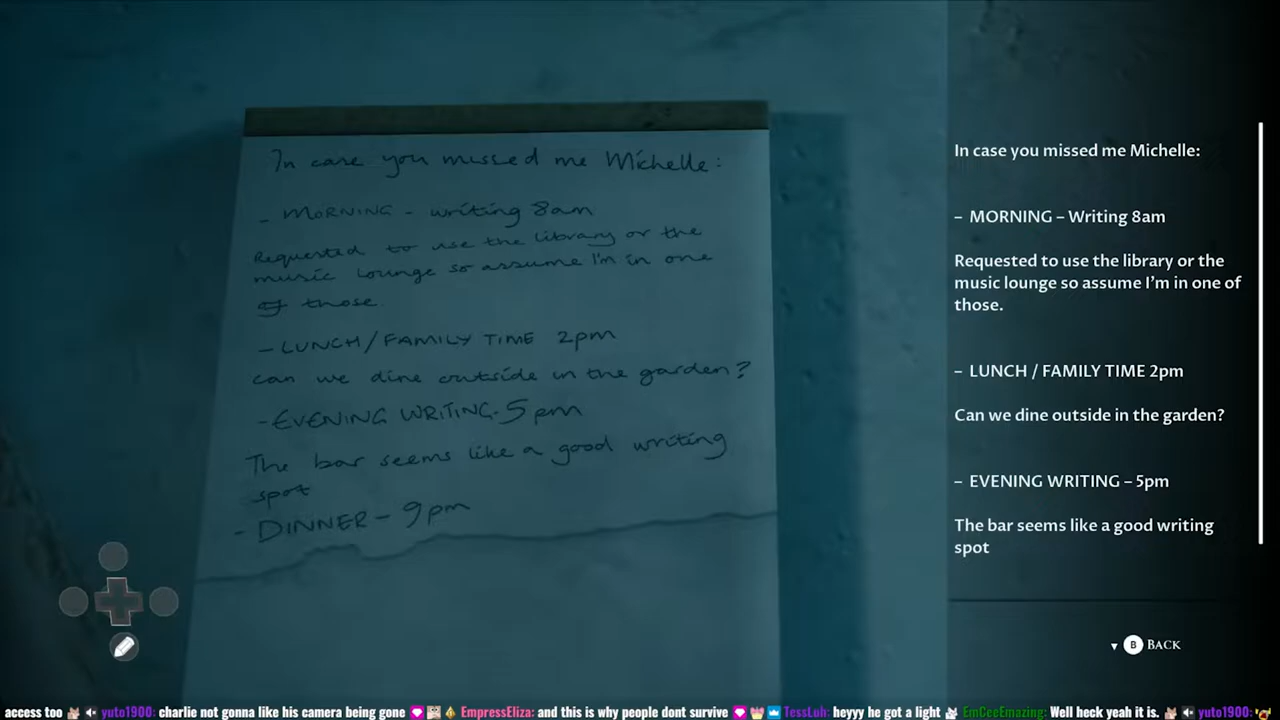 In case you missed me Michelle:
- MORNING - writing 8am
Requested to use the library or the
music lounge so assume I'm in one
of those.
- LUNCH/FAMILY TIME 2pm
can we dine outside in the garden?
- EVENING WRITING - 5pm
The bar seems like a good writing
spot
- DINNER - 9pm
In case you missed me Michelle:
– MORNING – Writing 8am
Requested to use the library or the
music lounge so assume I'm in one of
those.
– LUNCH / FAMILY TIME 2pm
Can we dine outside in the garden?
– EVENING WRITING – 5pm
The bar seems like a good writing
spot
B BACK
access too yuto1900: charlie not gonna like his camera being gone EmpressEliza: and this is why people dont survive TessLuh: heyyy he got a light EmCeeEmazing: Well heck yeah it is. yuto1900: